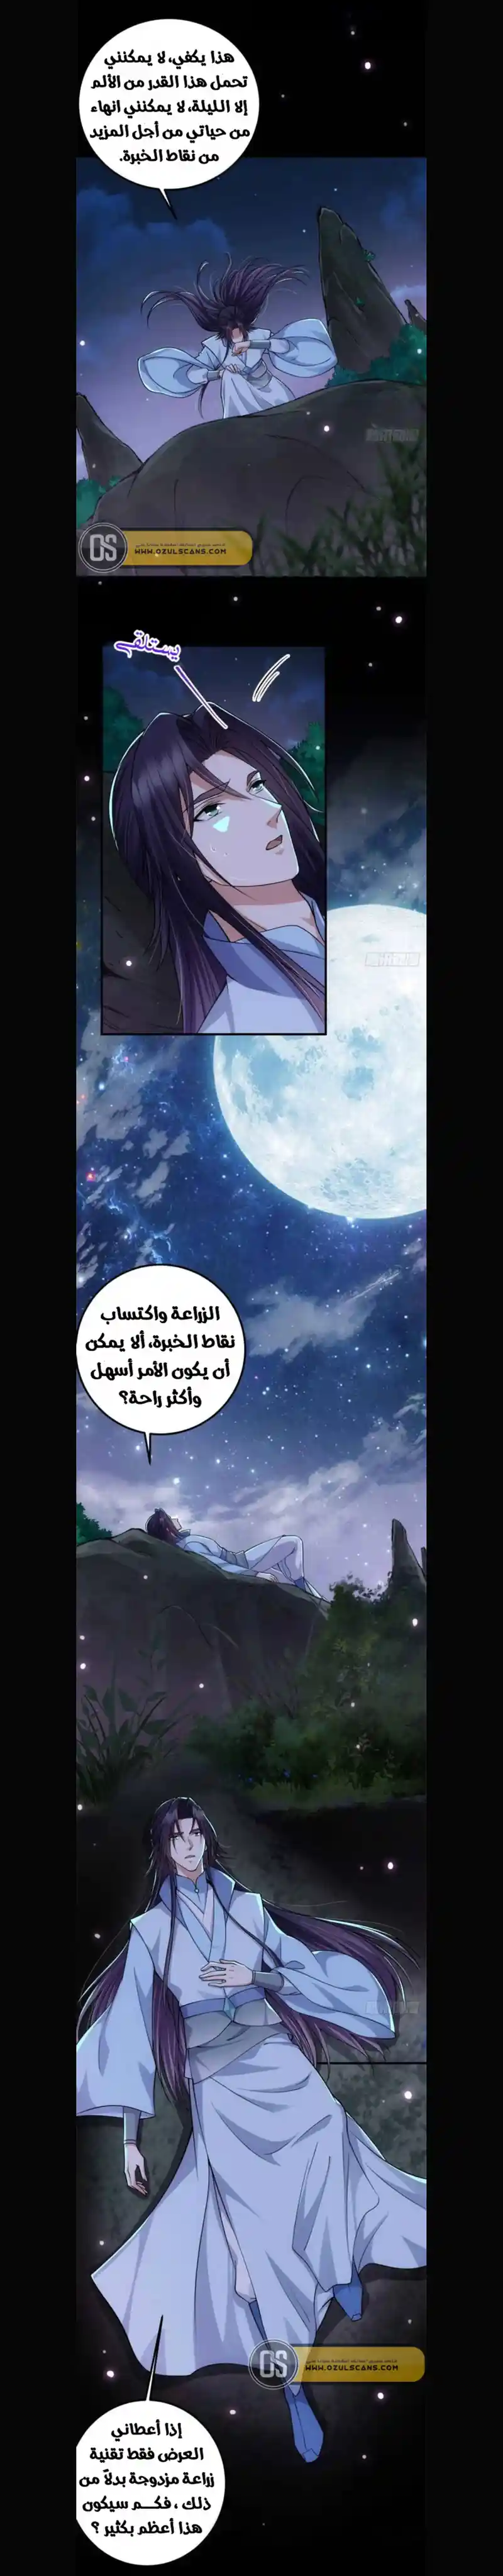 هذا يكفي، لا يمكنني
تحمل هذا القدر من الألم
إلا الليلة، لا يمكنني انهاء
من حياتي من أجل المزيد
من نقاط الخبرة.
OS
WWW.OZULSCANS.COM
يستلقي
الزراعة واكتساب
نقاط الخبرة، ألا يمكن
أن يكون الأمر أسهل
وأكثر راحة؟
OS
WWW.OZULSCANS.COM
إذا أعطاني
العرض فقط تقنية
زراعة مزدوجة بدلاً من
ذلك ، فكم سيكون
هذا أعظم بكثير ؟